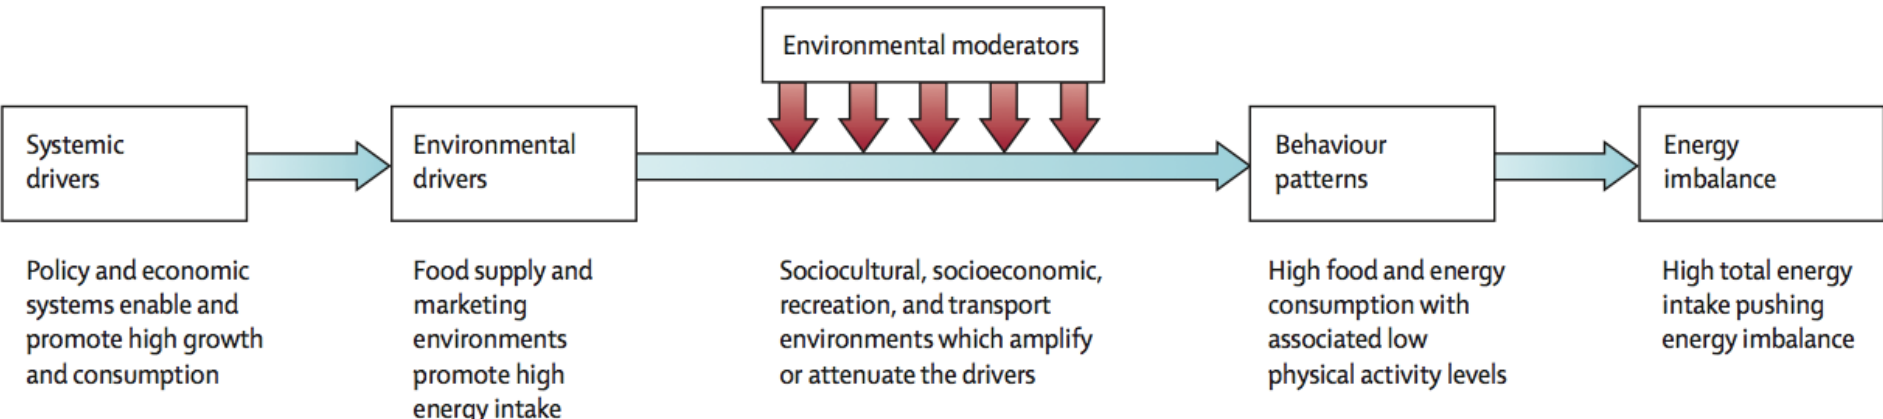 Environmental moderators
Systemic
drivers
Environmental
drivers
Behaviour
patterns
Energy
imbalance
Policy and economic
systems enable and
promote high growth
and consumption
Food supply and
marketing
environments
promote high
energy intake
Sociocultural, socioeconomic,
recreation, and transport
environments which amplify
or attenuate the drivers
High food and energy
consumption with
associated low
physical activity levels
High total energy
intake pushing
energy imbalance